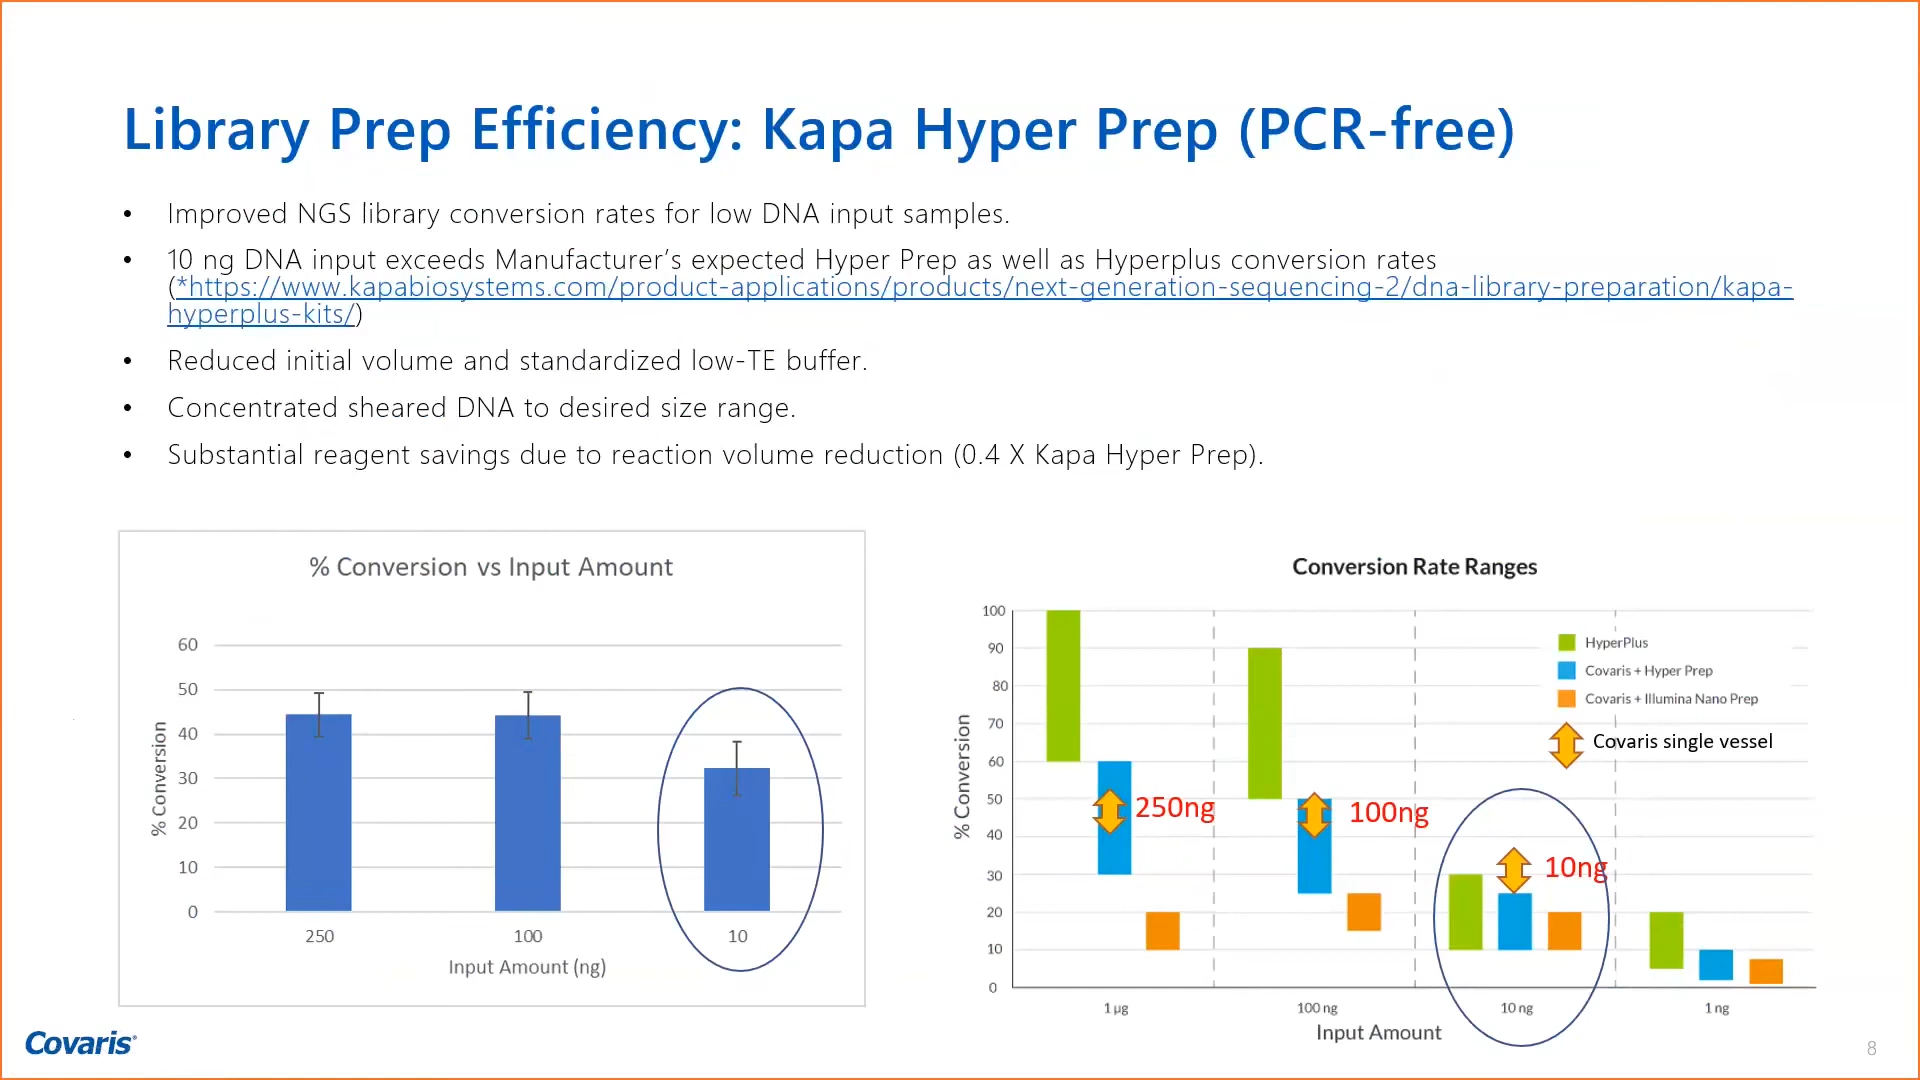 Library Prep Efficiency: Kapa Hyper Prep (PCR-free)
• Improved NGS library conversion rates for low DNA input samples.
• 10 ng DNA input exceeds Manufacturer’s expected Hyper Prep as well as Hyperplus conversion rates
(*https://www.kapabiosystems.com/product-applications/products/next-generation-sequencing-2/dna-library-preparation/kapa-
hyperplus-kits/)
• Reduced initial volume and standardized low-TE buffer.
• Concentrated sheared DNA to desired size range.
• Substantial reagent savings due to reaction volume reduction (0.4 X Kapa Hyper Prep).
% Conversion vs Input Amount
% Conversion
60
50
40
30
20
10
0
250 100 10
Input Amount (ng)
Conversion Rate Ranges
% Conversion
100
90
80
70
60
50
40
30
20
10
0
HyperPlus
Covaris + Hyper Prep
Covaris + Illumina Nano Prep
Covaris single vessel
250ng
100ng
10ng
1 µg 100 ng 10 ng 1 ng
Input Amount
Covaris
8